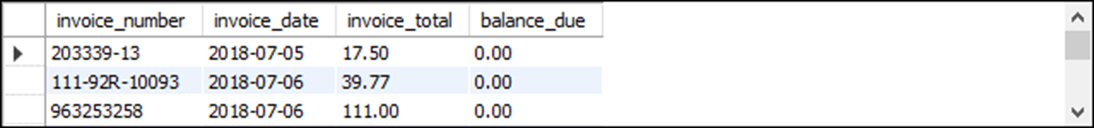 invoice_number invoice_date invoice_total balance_due
203339-13 2018-07-05 17.50 0.00
111-92R-10093 2018-07-06 39.77 0.00
963253258 2018-07-06 111.00 0.00